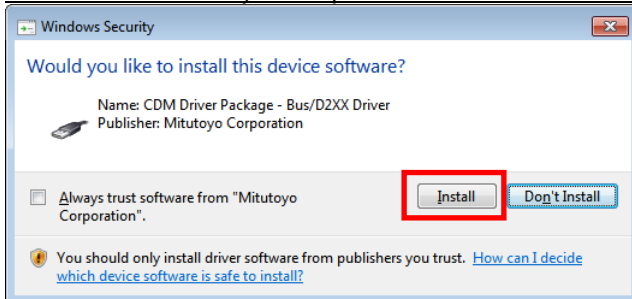 Windows Security
Would you like to install this device software?
Name: CDM Driver Package - Bus/D2XX Driver
Publisher: Mitutoyo Corporation
Always trust software from "Mitutoyo
Corporation".
Install
Don't Install
You should only install driver software from publishers you trust. How can I decide
which device software is safe to install?